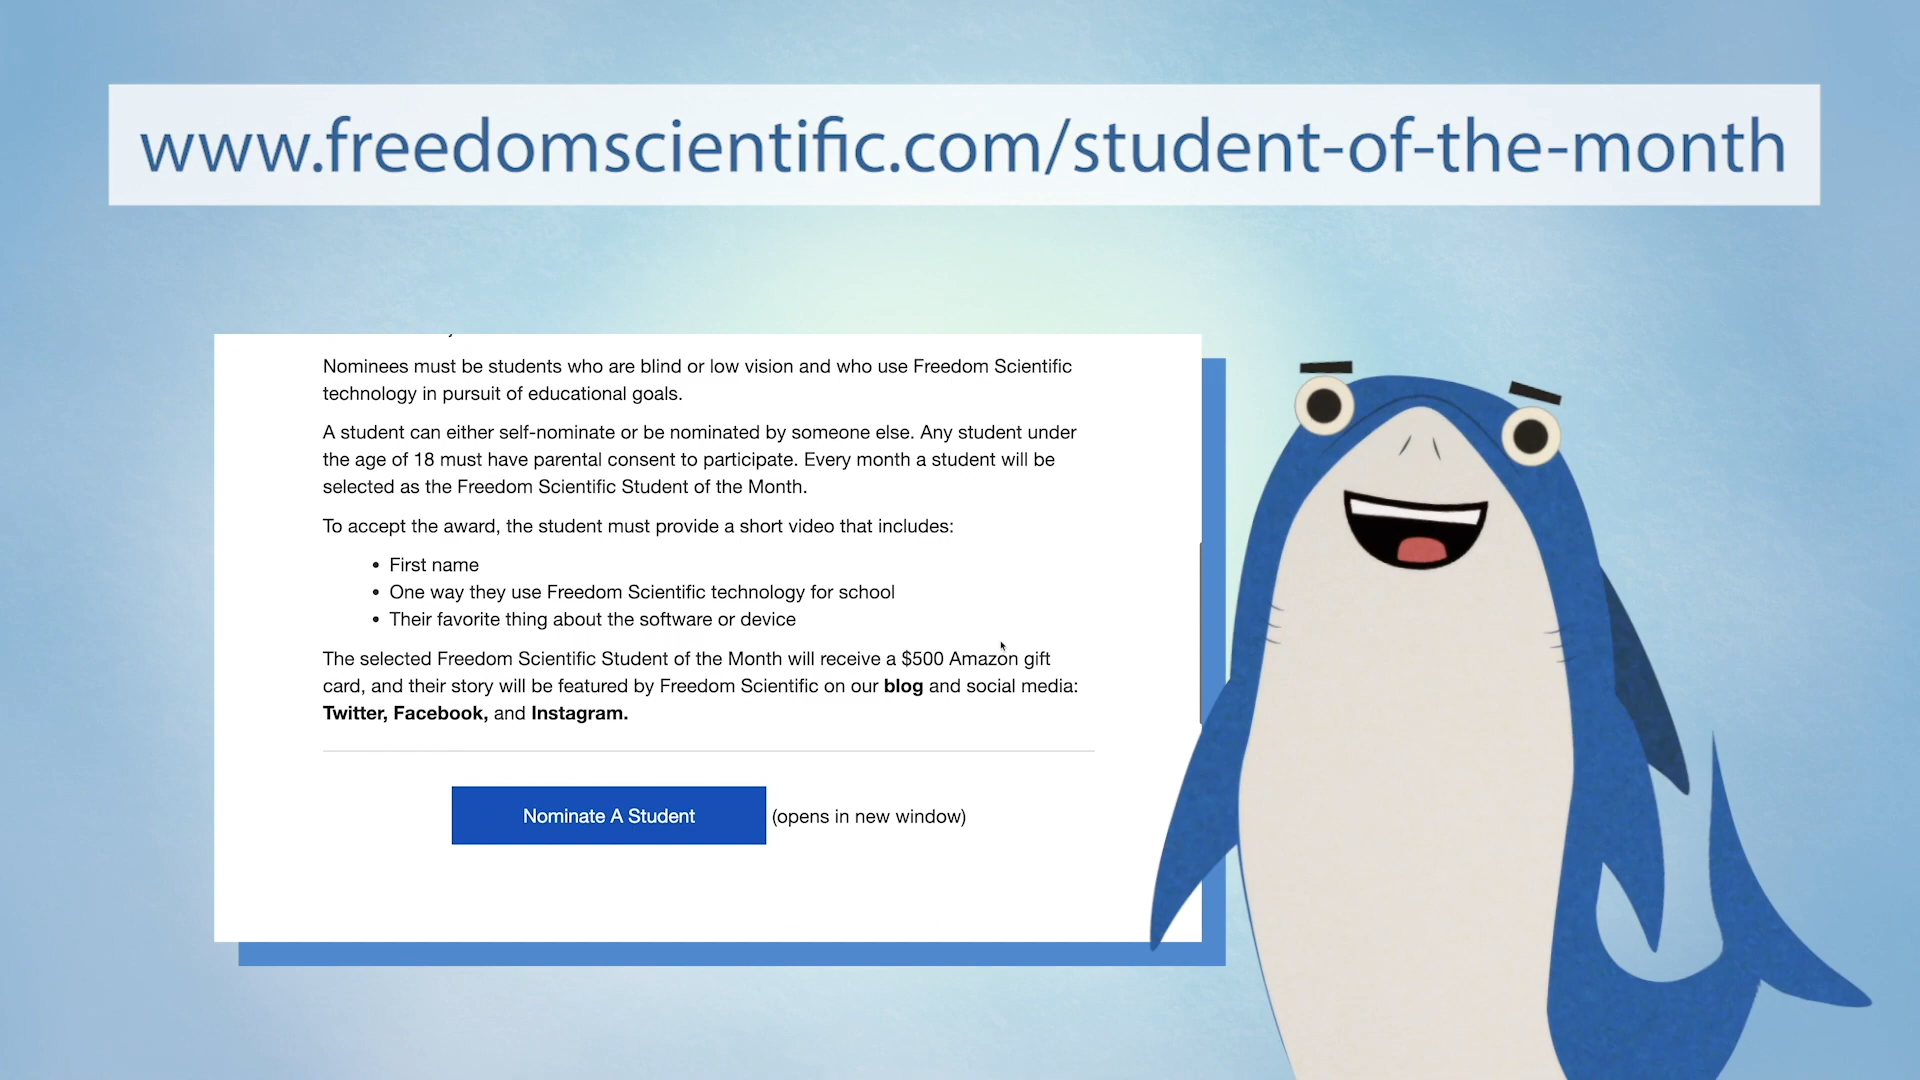 www.freedomscientific.com/student-of-the-month
Nominees must be students who are blind or low vision and who use Freedom Scientific
technology in pursuit of educational goals.
A student can either self-nominate or be nominated by someone else. Any student under
the age of 18 must have parental consent to participate. Every month a student will be
selected as the Freedom Scientific Student of the Month.
To accept the award, the student must provide a short video that includes:
• First name
• One way they use Freedom Scientific technology for school
• Their favorite thing about the software or device
The selected Freedom Scientific Student of the Month will receive a $500 Amazon gift
card, and their story will be featured by Freedom Scientific on our blog and social media:
Twitter, Facebook, and Instagram.
Nominate A Student (opens in new window)